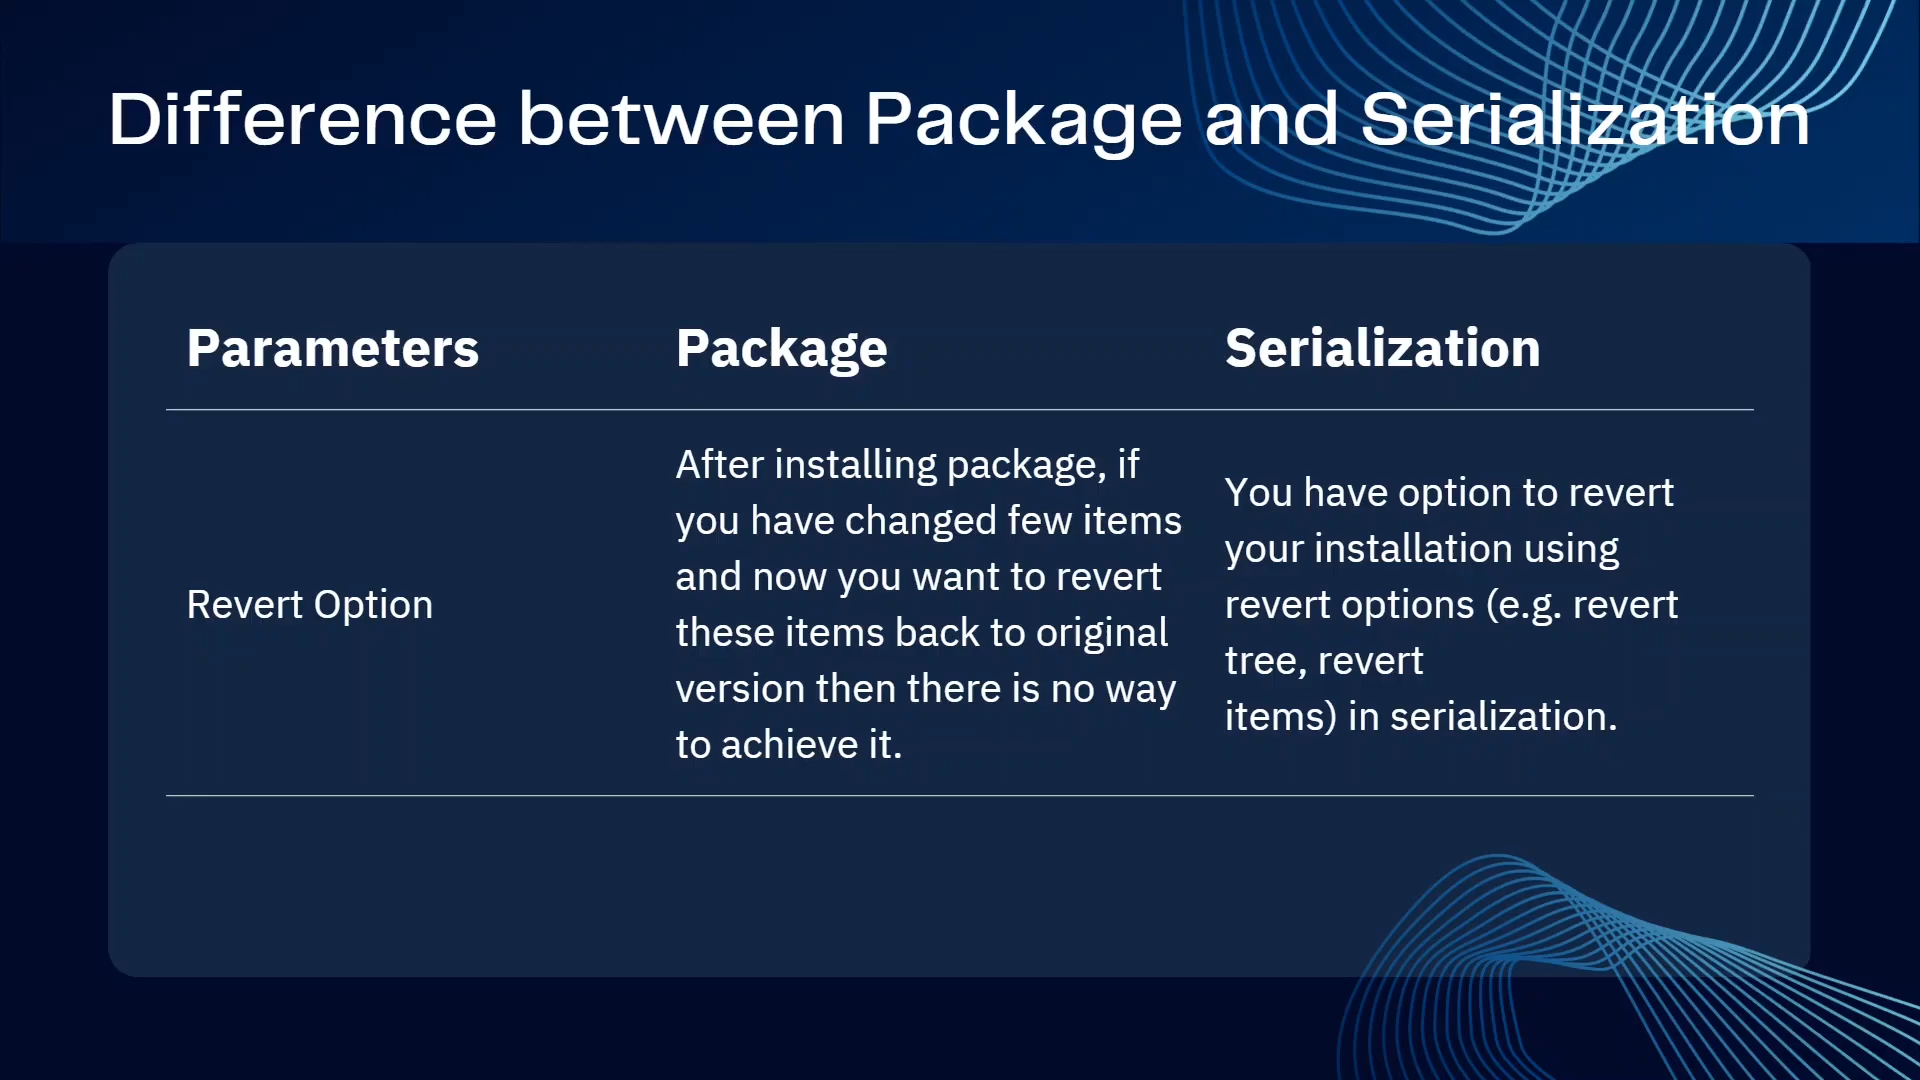 Difference between Package and Serialization
Parameters
Package
Serialization
Revert Option
After installing package, if
you have changed few items
and now you want to revert
these items back to original
version then there is no way
to achieve it.
You have option to revert
your installation using
revert options (e.g. revert
tree, revert
items) in serialization.